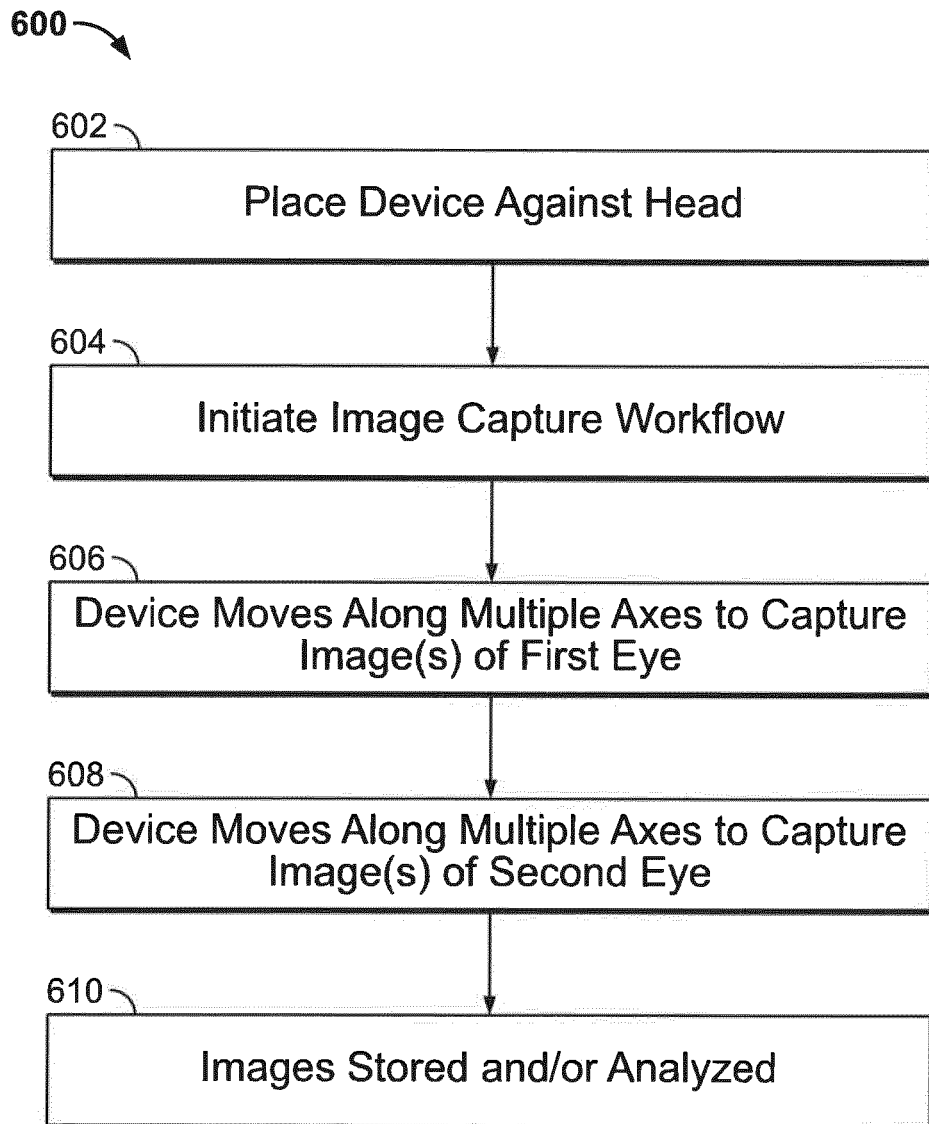 600
602
Place Device Against Head
604
Initiate Image Capture Workflow
606
Device Moves Along Multiple Axes to Capture
Image(s) of First Eye
608
Device Moves Along Multiple Axes to Capture
Image(s) of Second Eye
610
Images Stored and/or Analyzed